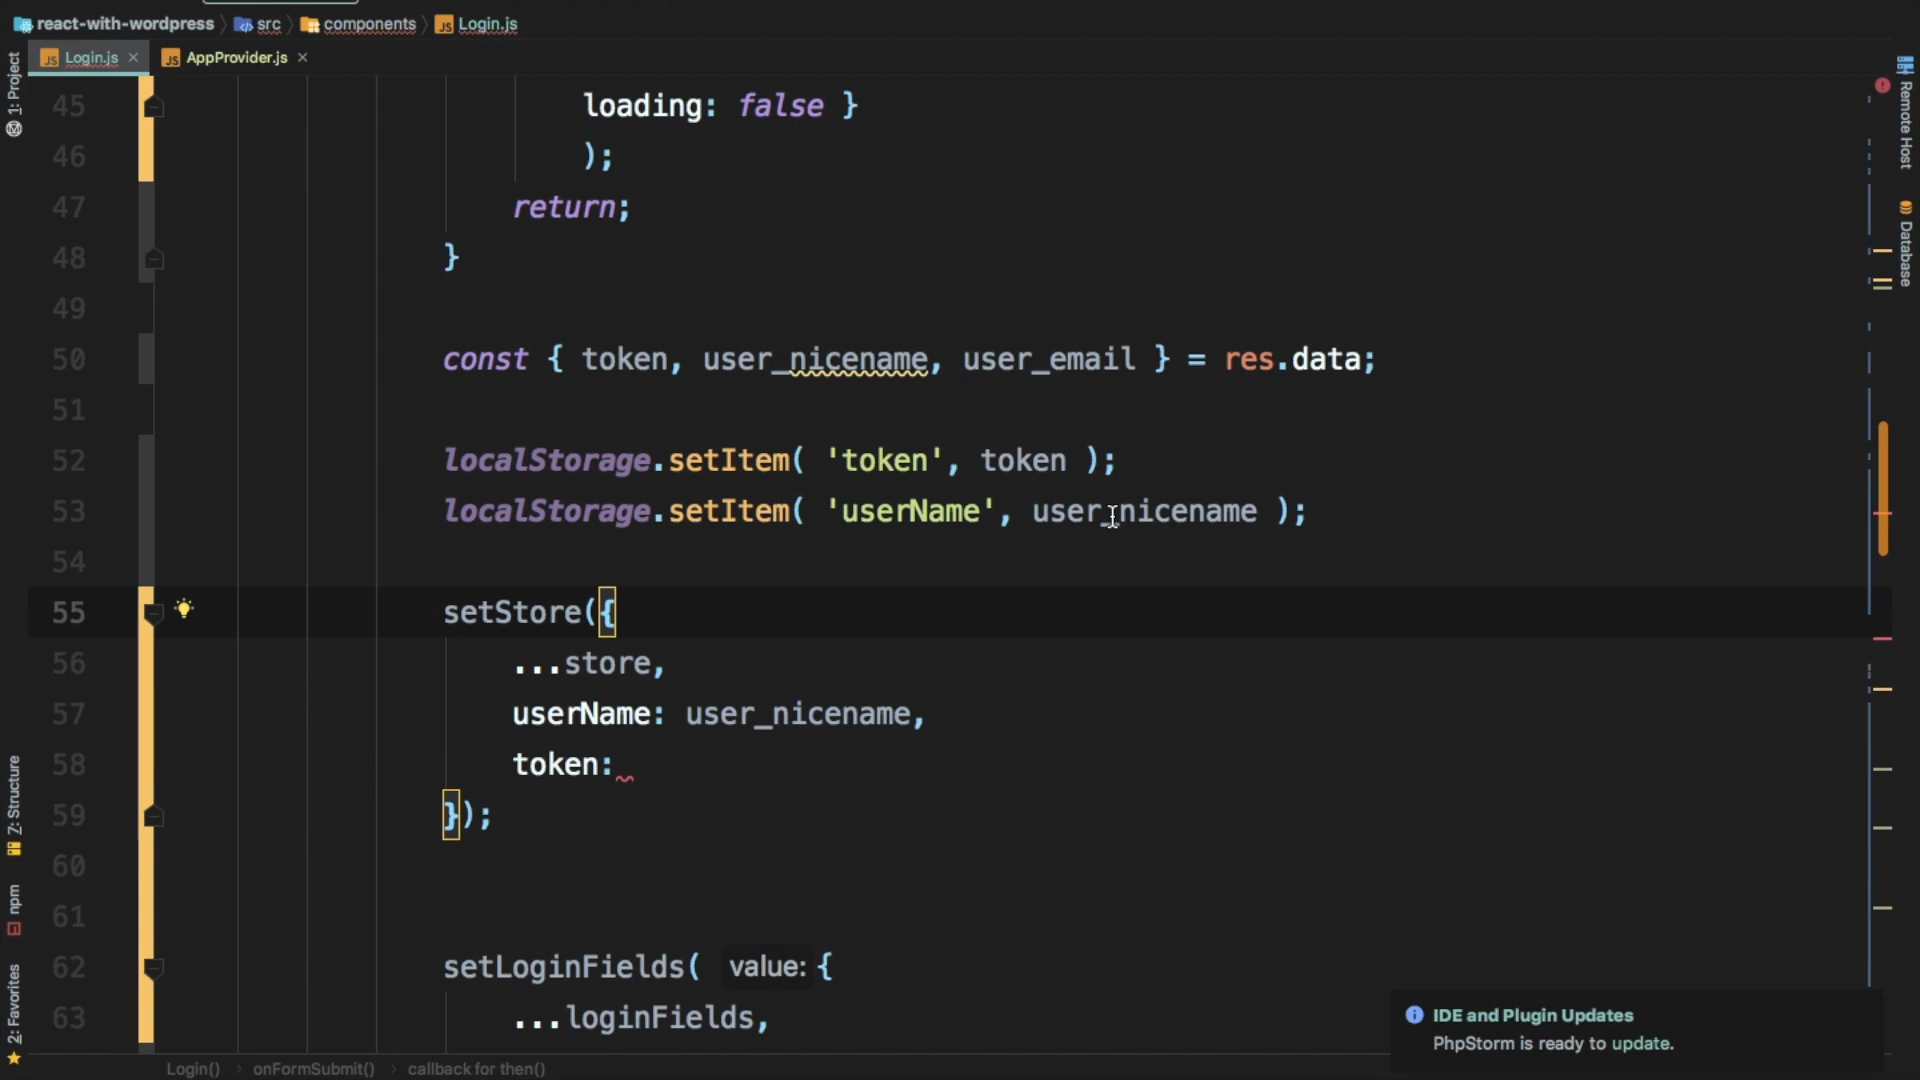 react-with-wordpress src components Login.js
Login.js AppProvider.js
1: Project
Remote Host
Database
45 loading: false }
46 );
47 return;
48 }
49
50 const { token, user_nicename, user_email } = res.data;
51
52 localStorage.setItem( 'token', token );
53 localStorage.setItem( 'userName', user_nicename );
54
55 setStore({
56 ...store,
57 userName: user_nicename,
58 token:
59 });
60
61
62 setLoginFields( value: {
63 ...loginFields,
7: Structure
npm
2: Favorites
IDE and Plugin Updates
PhpStorm is ready to update.
Login() onFormSubmit() callback for then()